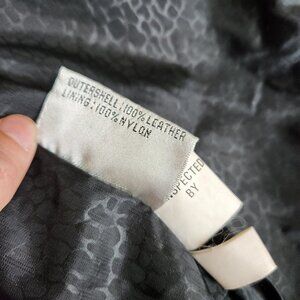 OUTERSHELL:100%LEATHER
LINING:100%NYLON
INSPECTED
BY